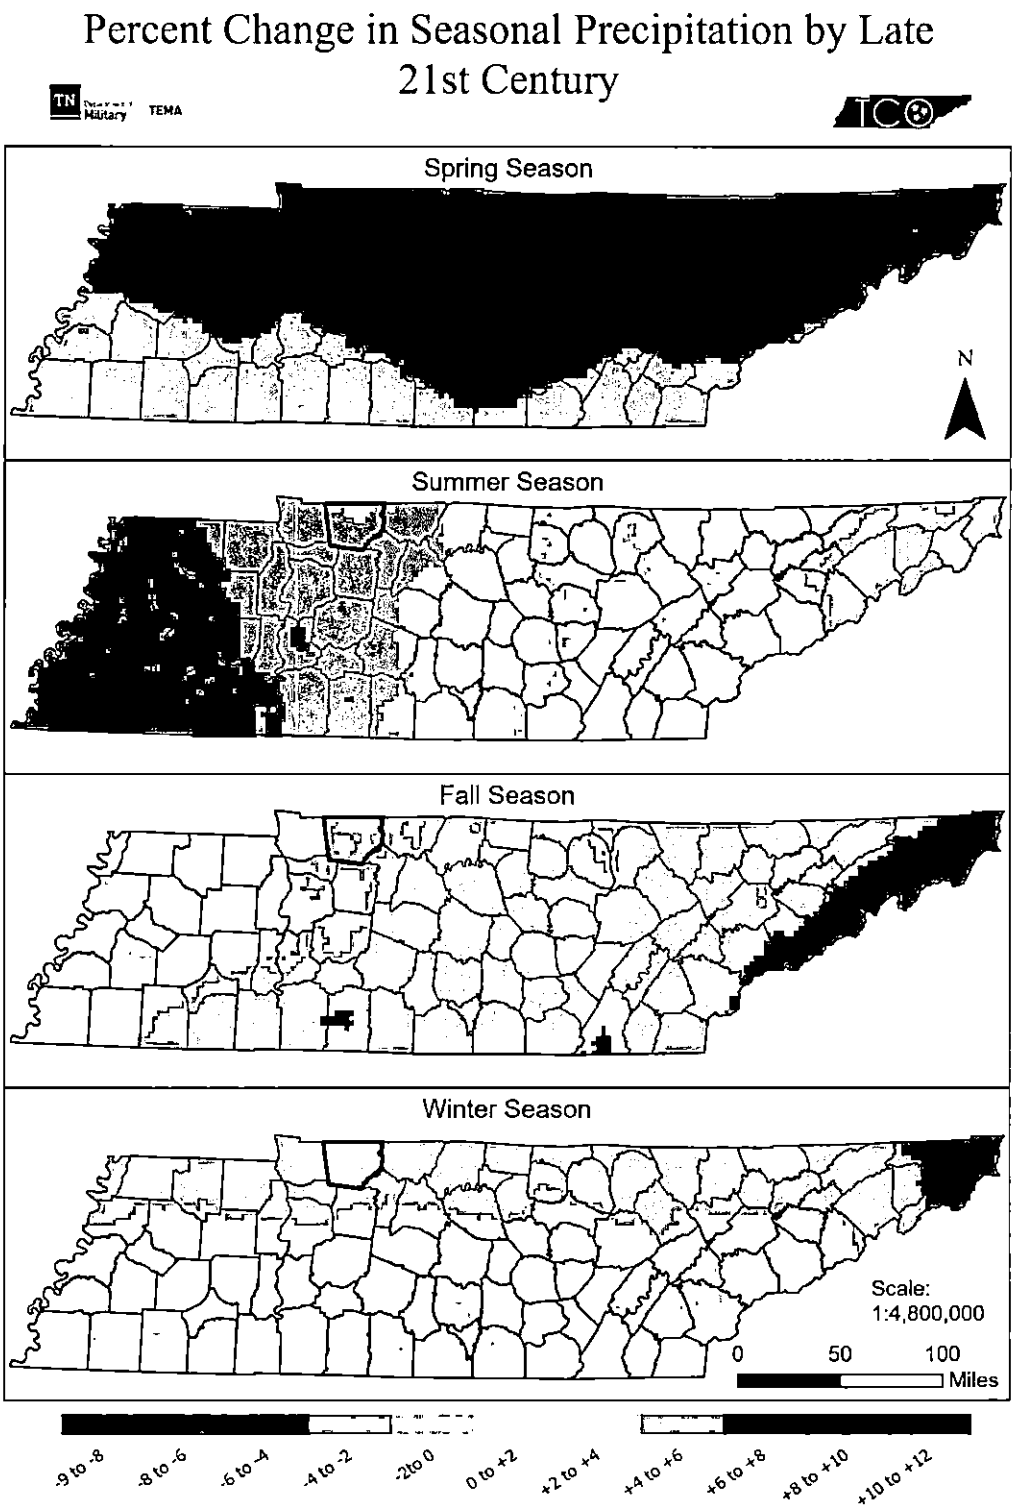 Percent Change in Seasonal Precipitation by Late
21st Century
TN
Military
TEMA
TCO
Spring Season
N
Summer Season
Fall Season
Winter Season
Scale:
1:4,800,000
0 50 100
Miles
-9 to -8
-8 to -6
-6 to -4
-4 to -2
-2to 0
0 to +2
+2 to +4
+4 to +6
+6 to +8
+8 to +10
+10 to +12